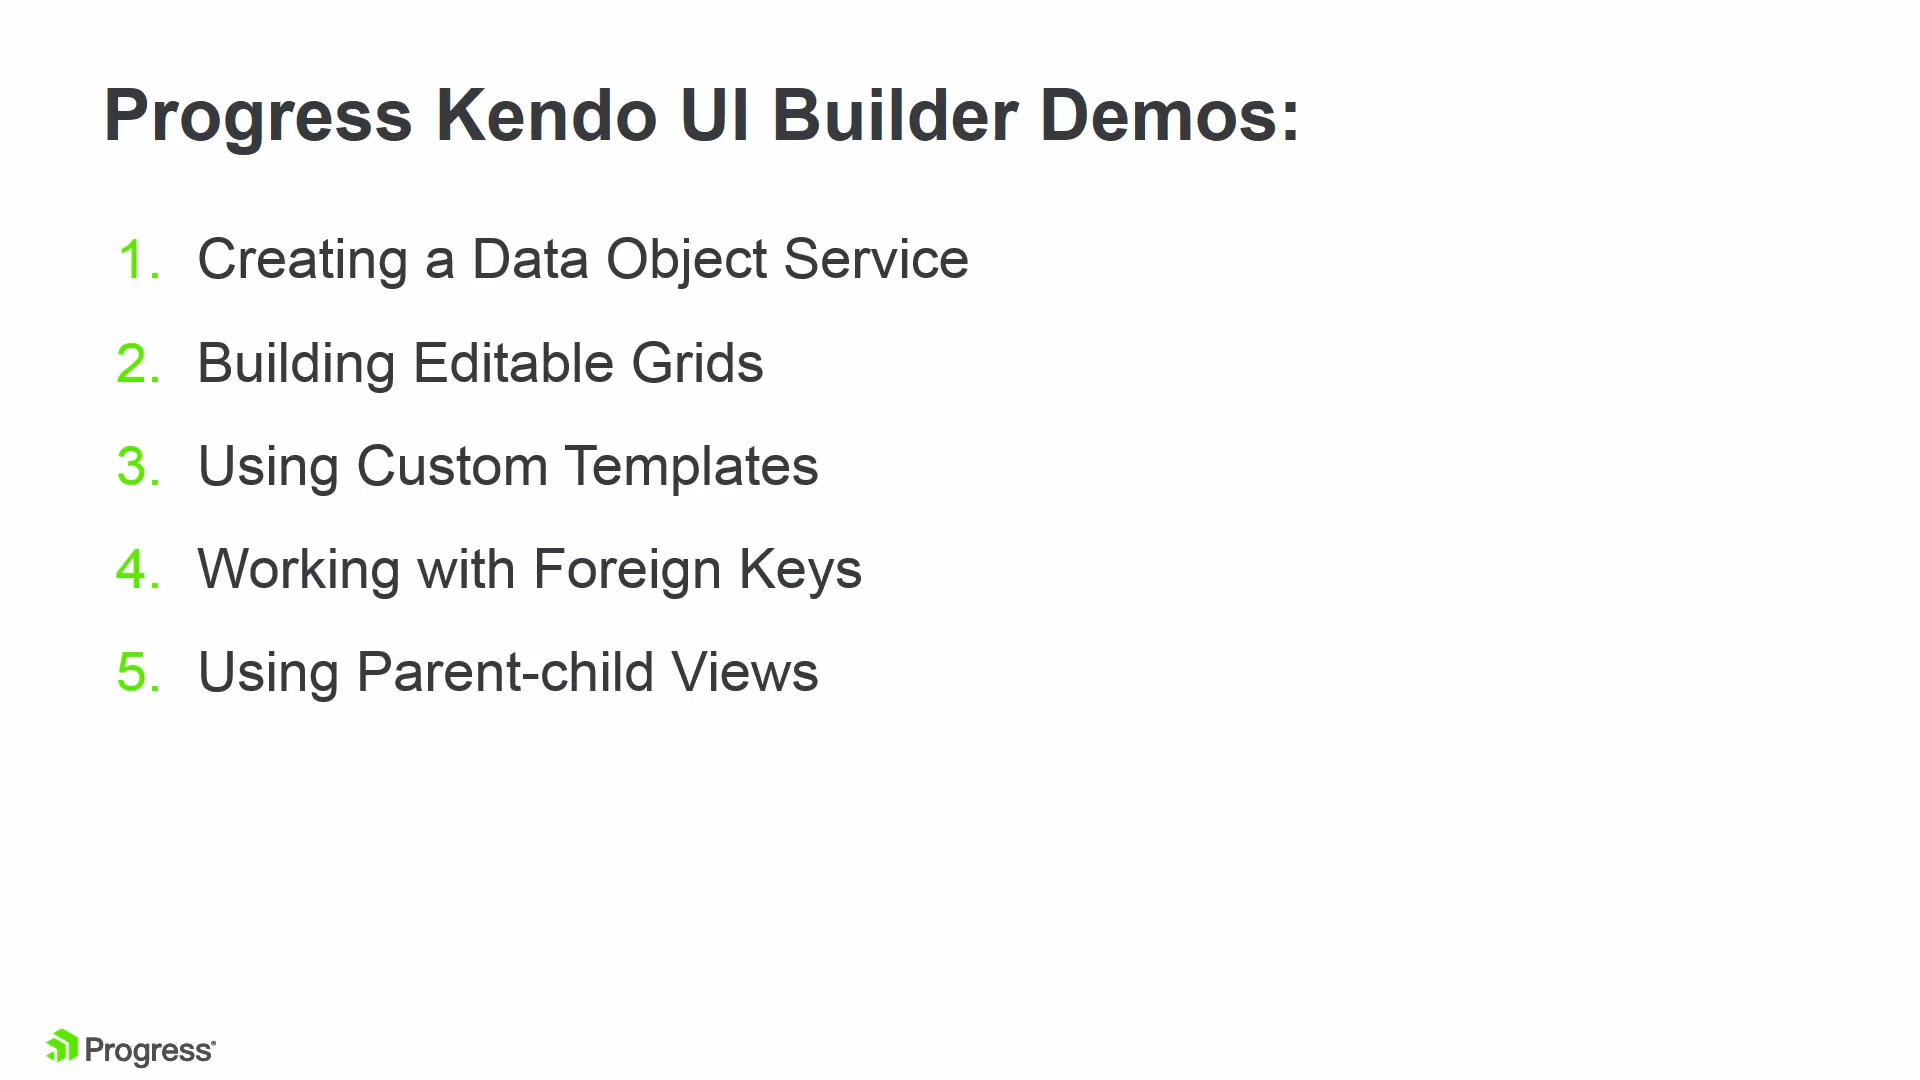 Progress Kendo UI Builder Demos:
1. Creating a Data Object Service
2. Building Editable Grids
3. Using Custom Templates
4. Working with Foreign Keys
5. Using Parent-child Views
Progress®